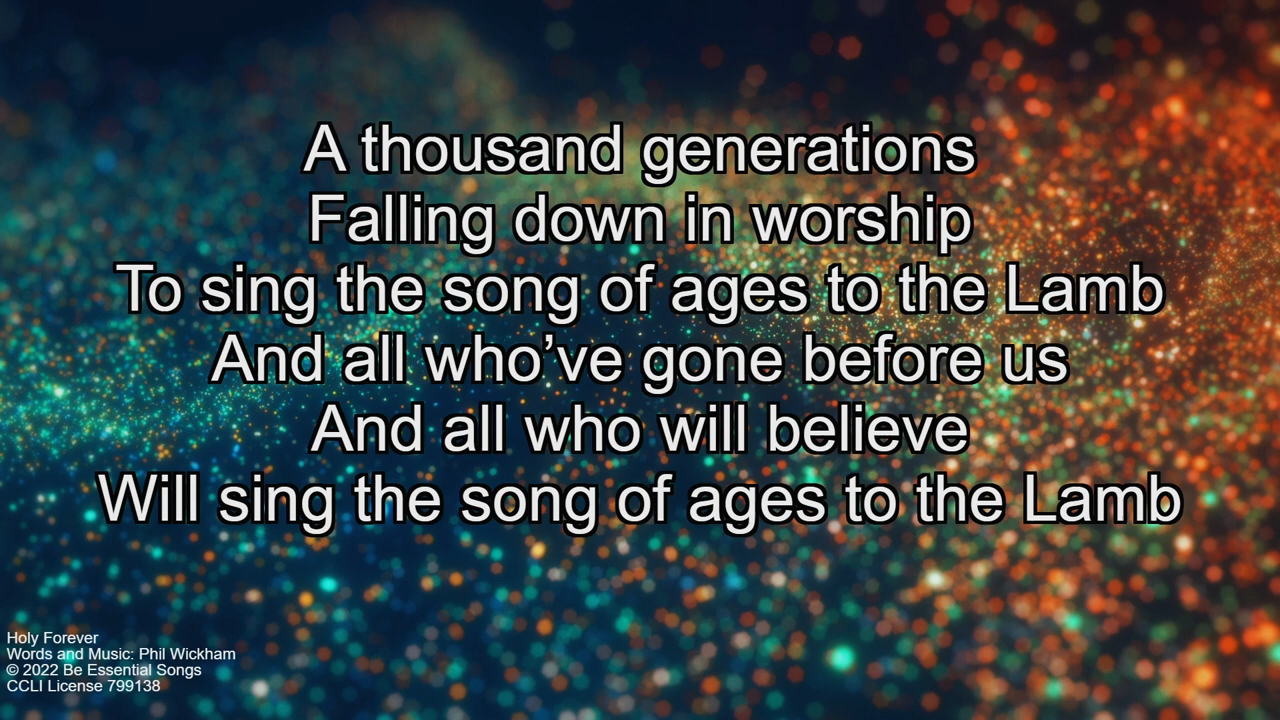 A thousand generations
Falling down in worship
To sing the song of ages to the Lamb
And all who’ve gone before us
And all who will believe
Will sing the song of ages to the Lamb
Holy Forever
Words and Music: Phil Wickham
© 2022 Be Essential Songs
CCLI License 799138